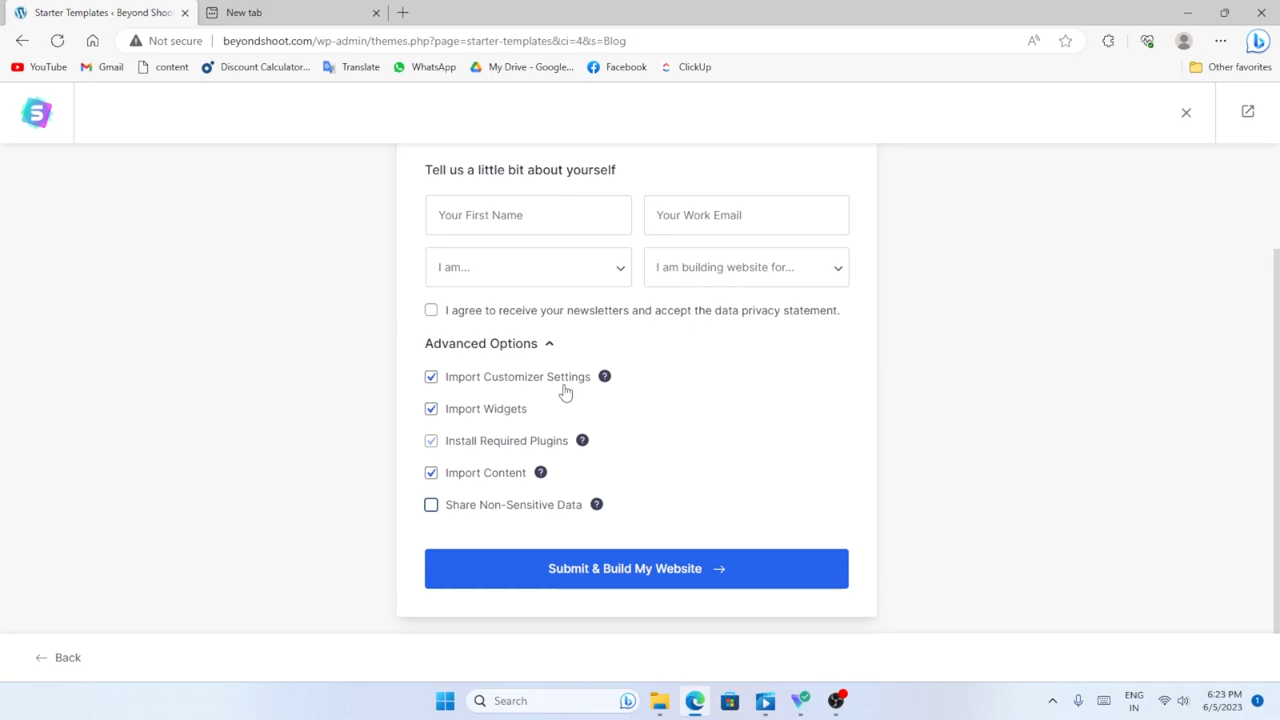 Starter Templates ‹ Beyond Shoo
New tab
Not secure
beyondshoot.com/wp-admin/themes.php?page=starter-templates&ci=4&s=Blog
YouTube
Gmail
content
Discount Calculator...
Translate
WhatsApp
My Drive - Google...
Facebook
ClickUp
Other favorites
Tell us a little bit about yourself
Your First Name
Your Work Email
I am...
I am building website for...
I agree to receive your newsletters and accept the data privacy statement.
Advanced Options
Import Customizer Settings ?
Import Widgets
Install Required Plugins ?
Import Content ?
Share Non-Sensitive Data ?
Submit & Build My Website →
← Back
Search
ENG
IN
6:23 PM
6/5/2023
1